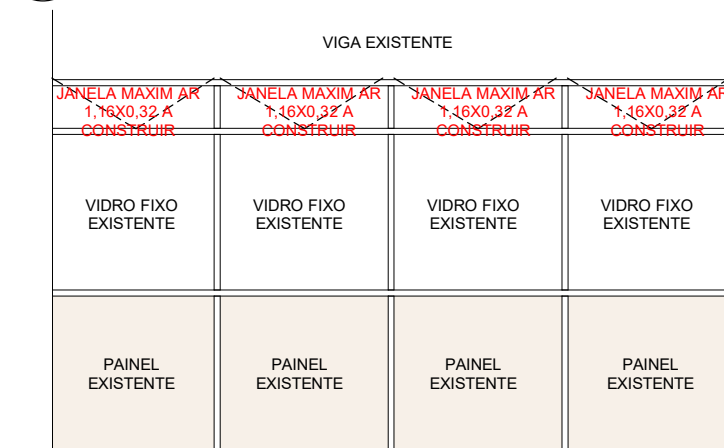 VIGA EXISTENTE
JANELA MAXIM AR
1,16X0,32 A
CONSTRUIR
JANELA MAXIM AR
1,16X0,32 A
CONSTRUIR
JANELA MAXIM AR
1,16X0,32 A
CONSTRUIR
JANELA MAXIM AR
1,16X0,32 A
CONSTRUIR
VIDRO FIXO
EXISTENTE
VIDRO FIXO
EXISTENTE
VIDRO FIXO
EXISTENTE
VIDRO FIXO
EXISTENTE
PAINEL
EXISTENTE
PAINEL
EXISTENTE
PAINEL
EXISTENTE
PAINEL
EXISTENTE